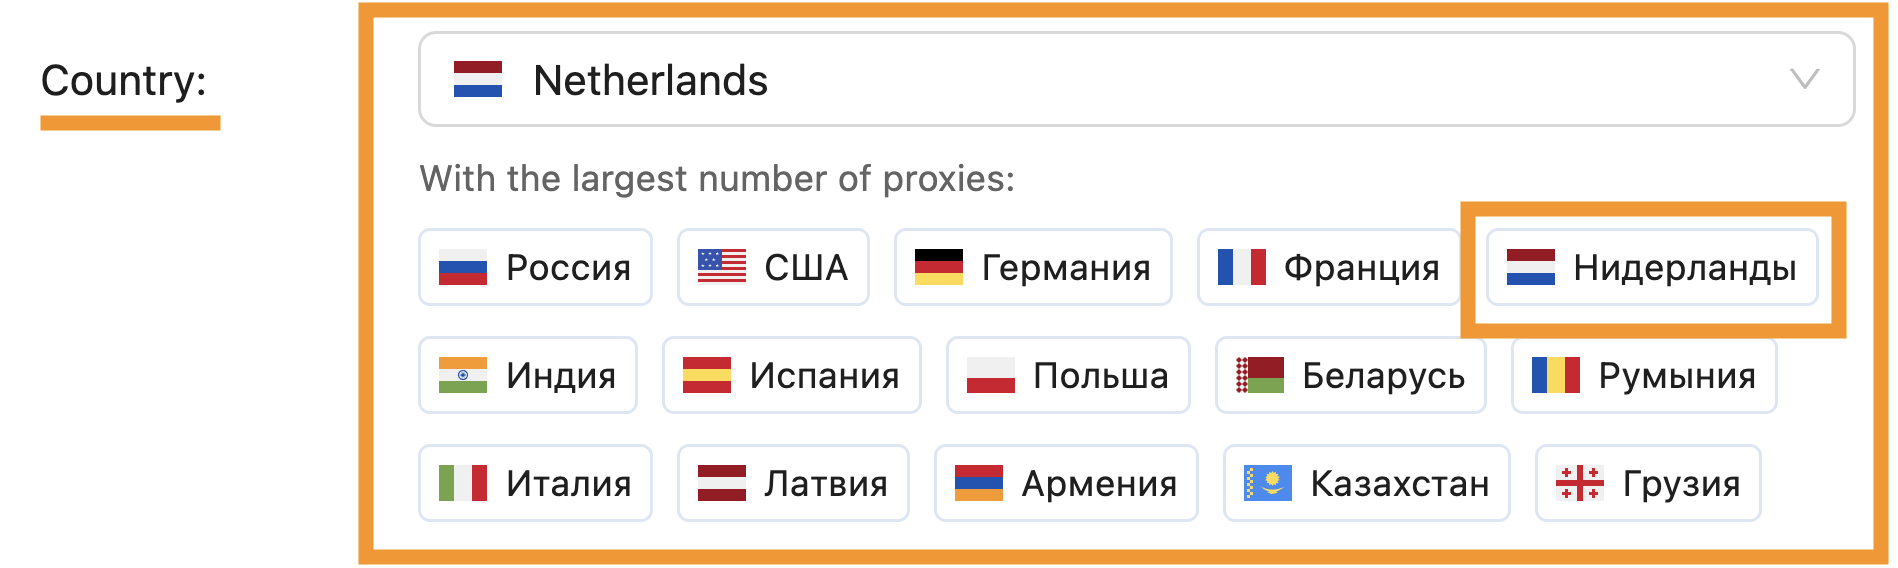 Country:
Netherlands
With the largest number of proxies:
Россия США Германия Франция Нидерланды
Индия Испания Польша Беларусь Румыния
Италия Латвия Армения Казахстан Грузия